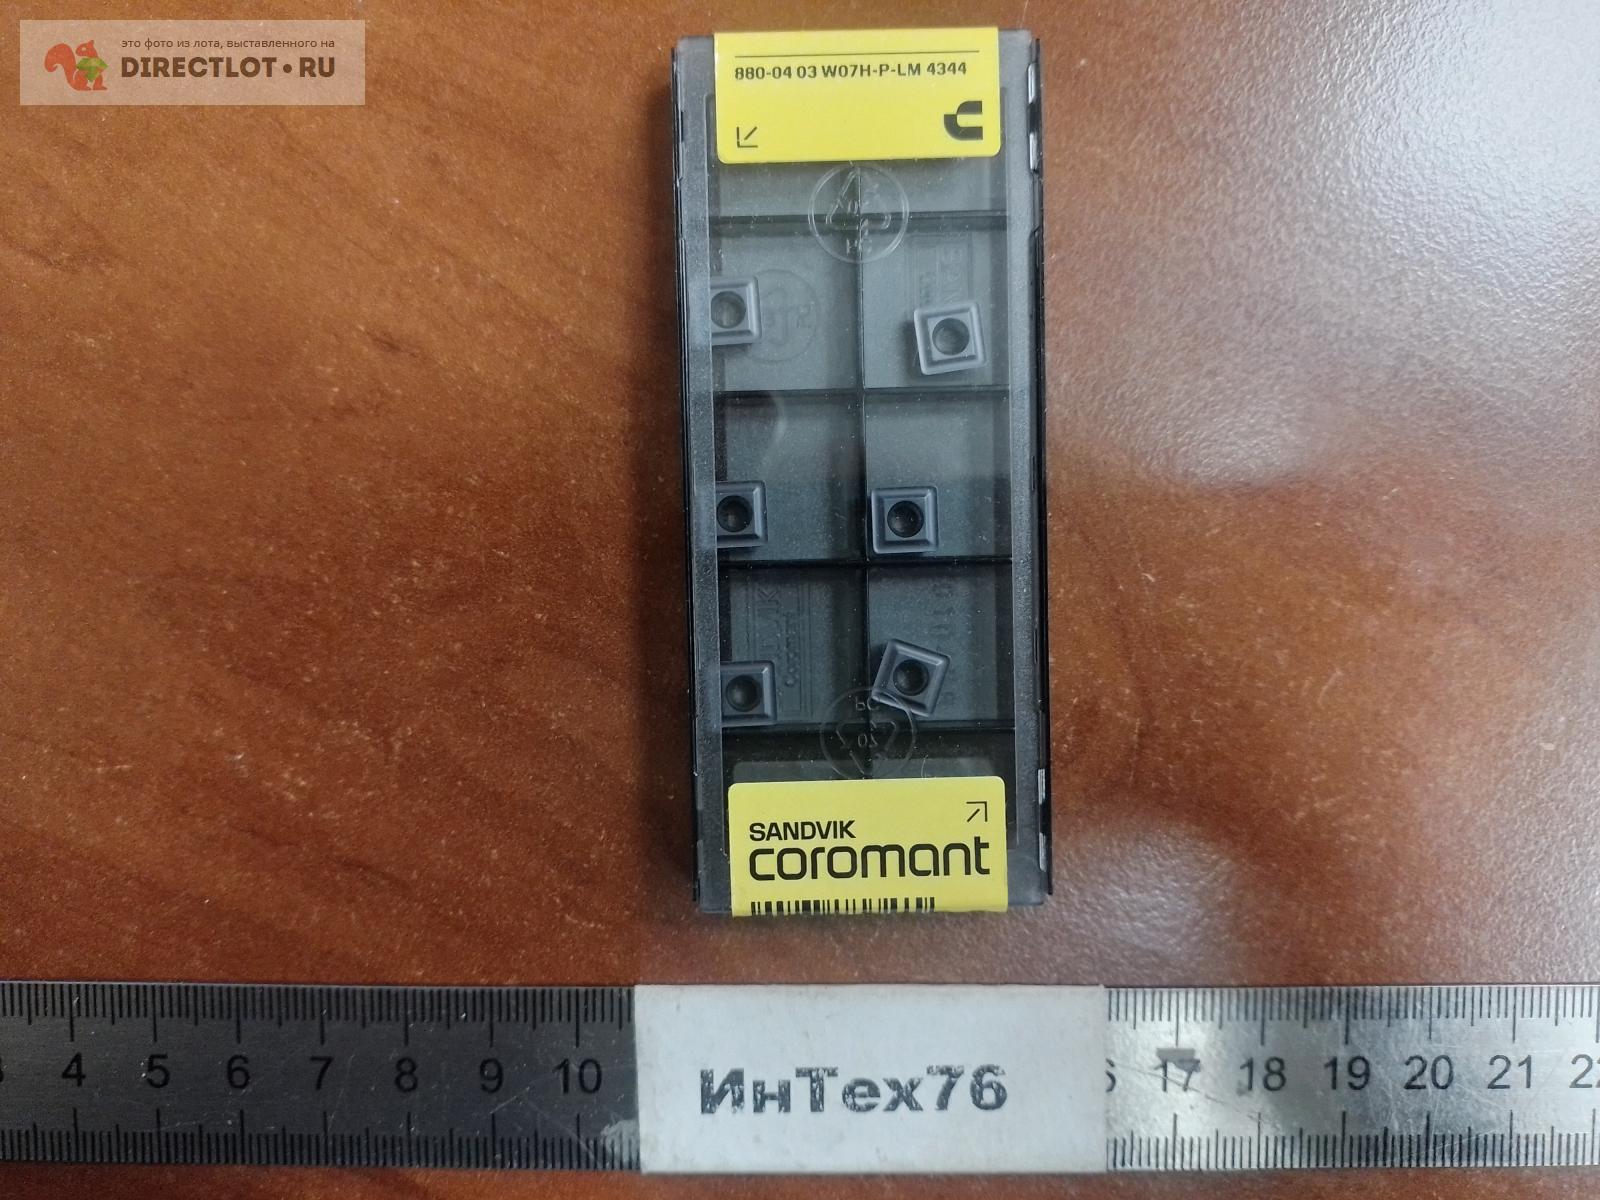 это фото из лота, выставленного на
DIRECTLOT•RU
880-04 03 W07H-P-LM 4344
SANDVIK
coromant
4 5 6 7 8 9 10 17 18 19 20 21
ИнТех76